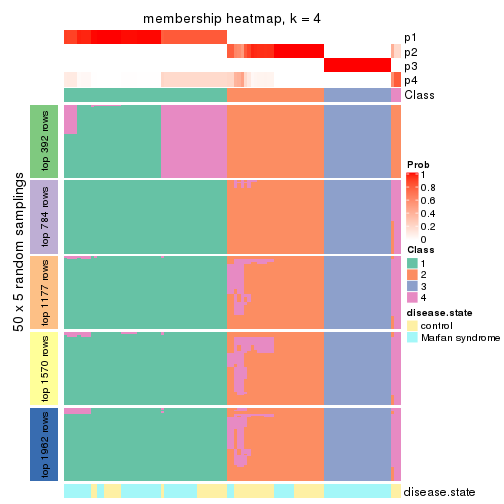 membership heatmap, k = 4
p1
p2
p3
p4
Class
50 x 5 random samplings
top 392 rows
top 784 rows
top 1177 rows
top 1570 rows
top 1962 rows
Prob
1
0.8
0.6
0.4
0.2
0
Class
1
2
3
4
disease.state
control
Marfan syndrome
disease.state